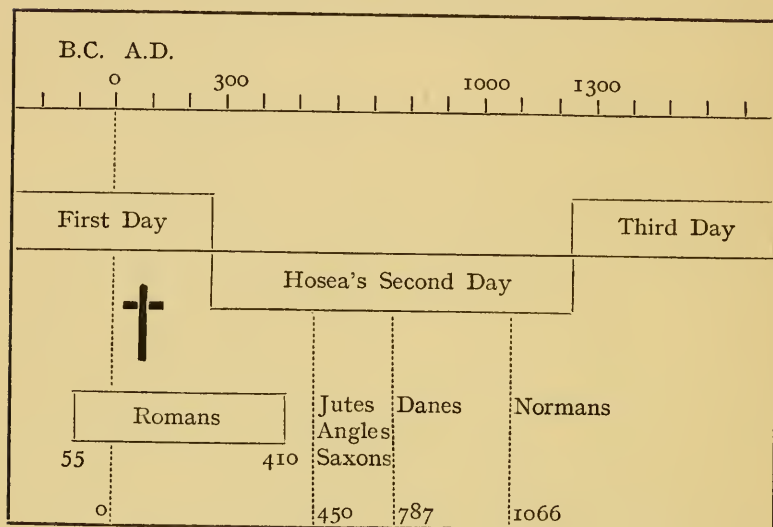 B.C. A.D.
0 300 1000 1300
First Day
Third Day
Hosea's Second Day
Romans
Jutes
Angles
Saxons
Danes
Normans
55
410
0
450
787
1066